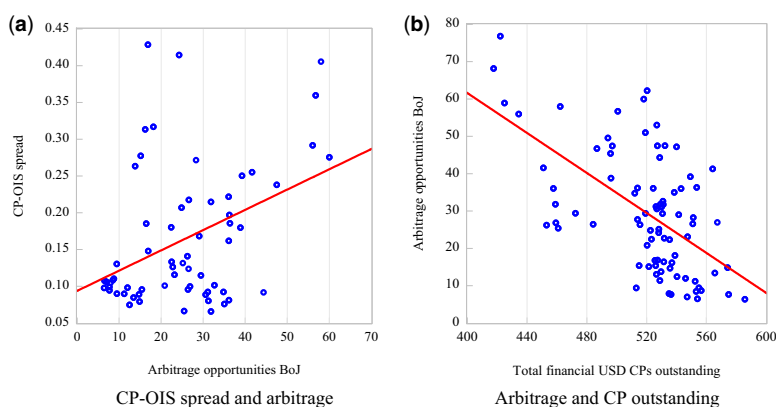 (a)
0.45
0.40
0.35
0.30
0.25
0.20
0.15
0.10
0.05
CP-OIS spread
0 10 20 30 40 50 60 70
Arbitrage opportunities BoJ
CP-OIS spread and arbitrage
(b)
80
70
60
50
40
30
20
10
0
Arbitrage opportunities BoJ
400 440 480 520 560 600
Total financial USD CPs outstanding
Arbitrage and CP outstanding